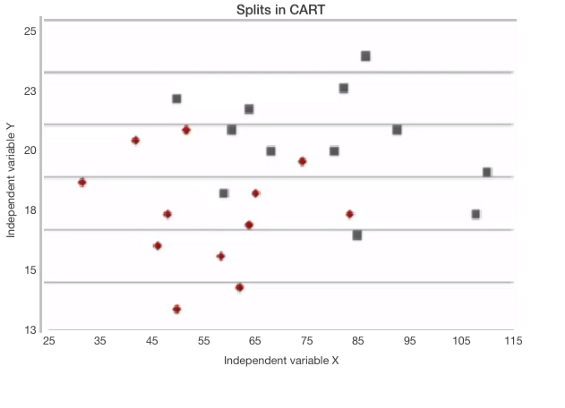 Splits in CART
25
23
20
18
15
13
Independent variable Y
25 35 45 55 65 75 85 95 105 115
Independent variable X